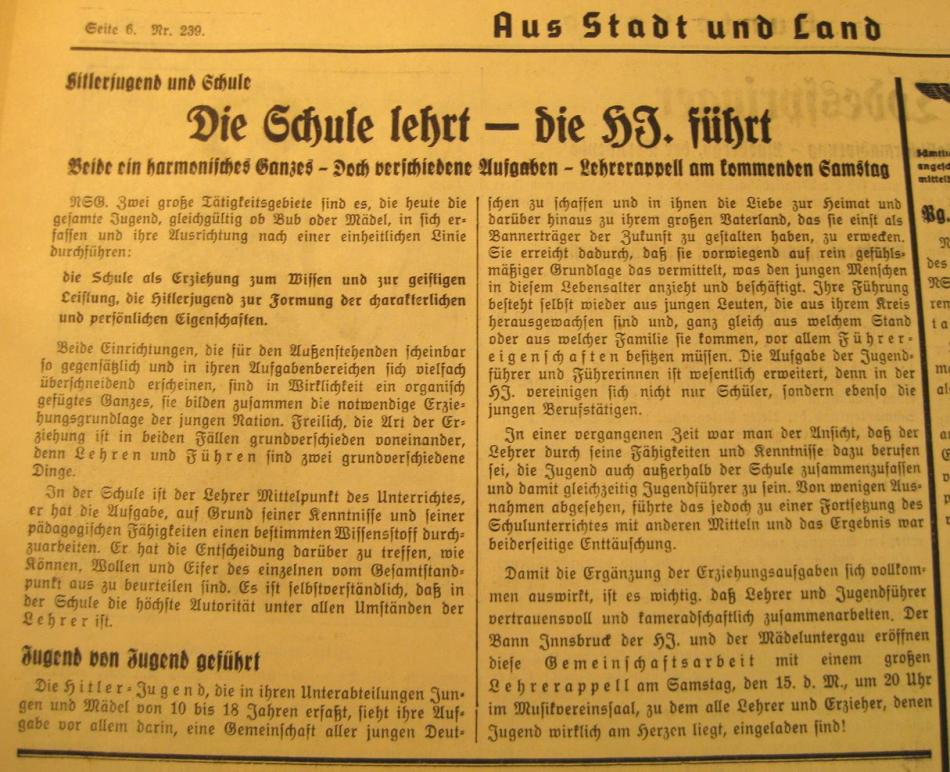 Seite 6. Nr. 239.
Aus Stadt und Land
Hitlerjugend und Schule
Die Schule lehrt — die HJ. führt
Beide ein harmonisches Ganzes – Doch verschiedene Aufgaben – Lehrerappell am kommenden Samstag
NSG. Zwei große Tätigkeitsgebiete sind es, die heute die
gesamte Jugend, gleichgültig ob Bub oder Mädel, in sich er-
fassen und ihre Ausrichtung nach einer einheitlichen Linie
durchführen:
die Schule als Erziehung zum Wissen und zur geistigen
Leistung, die Hitlerjugend zur Formung der charakterlichen
und persönlichen Eigenschaften.
Beide Einrichtungen, die für den Außenstehenden scheinbar
so gegensätzlich und in ihren Aufgabenbereichen sich vielfach
überschneidend erscheinen, sind in Wirklichkeit ein organisch
gefügtes Ganzes, sie bilden zusammen die notwendige Erzie-
hungsgrundlage der jungen Nation. Freilich, die Art der Er-
ziehung ist in beiden Fällen grundverschieden voneinander,
denn Lehren und Führen sind zwei grundverschiedene
Dinge.
In der Schule ist der Lehrer Mittelpunkt des Unterrichtes,
er hat die Aufgabe, auf Grund seiner Kenntnisse und seiner
pädagogischen Fähigkeiten einen bestimmten Wissensstoff durch-
zuarbeiten. Er hat die Entscheidung darüber zu treffen, wie
Können, Wollen und Eifer des einzelnen vom Gesamtstand-
punkt aus zu beurteilen sind. Es ist selbstverständlich, daß in
der Schule die höchste Autorität unter allen Umständen der
Lehrer ist.
Jugend von Jugend geführt
Die Hitler-Jugend, die in ihren Unterabteilungen Jun-
gen und Mädel von 10 bis 18 Jahren erfaßt, sieht ihre Auf-
gabe vor allem darin, eine Gemeinschaft aller jungen Deut-
schen zu schaffen und in ihnen die Liebe zur Heimat und
darüber hinaus zu ihrem großen Vaterland, das sie einst als
Bannerträger der Zukunft zu gestalten haben, zu erwecken.
Sie erreicht dadurch, daß sie vorwiegend auf rein gefühls-
mäßiger Grundlage das vermittelt, was den jungen Menschen
in diesem Lebensalter anzieht und beschäftigt. Ihre Führung
besteht selbst wieder aus jungen Leuten, die aus ihrem Kreis
herausgewachsen sind und, ganz gleich aus welchem Stand
oder aus welcher Familie sie kommen, vor allem Führer-
eigenschaften besitzen müssen. Die Aufgabe der Jugend-
führer und Führerinnen ist wesentlich erweitert, denn in der
HJ. vereinigen sich nicht nur Schüler, sondern ebenso die
jungen Berufstätigen.
In einer vergangenen Zeit war man der Ansicht, daß der
Lehrer durch seine Fähigkeiten und Kenntnisse dazu berufen
sei, die Jugend auch außerhalb der Schule zusammenzufassen
und damit gleichzeitig Jugendführer zu sein. Von wenigen Aus-
nahmen abgesehen, führte das jedoch zu einer Fortsetzung des
Schulunterrichtes mit anderen Mitteln und das Ergebnis war
beiderseitige Enttäuschung.
Damit die Ergänzung der Erziehungsaufgaben sich vollkom-
men auswirkt, ist es wichtig. daß Lehrer und Jugendführer
vertrauensvoll und kameradschaftlich zusammenarbeiten. Der
Bann Innsbruck der HJ. und der Mädeluntergau eröffnen
diese Gemeinschaftsarbeit mit einem großen
Lehrerappell am Samstag, den 15. d. M., um 20 Uhr
im Musikvereinssaal, zu dem alle Lehrer und Erzieher, denen
Jugend wirklich am Herzen liegt, eingeladen sind!
Pg.
des